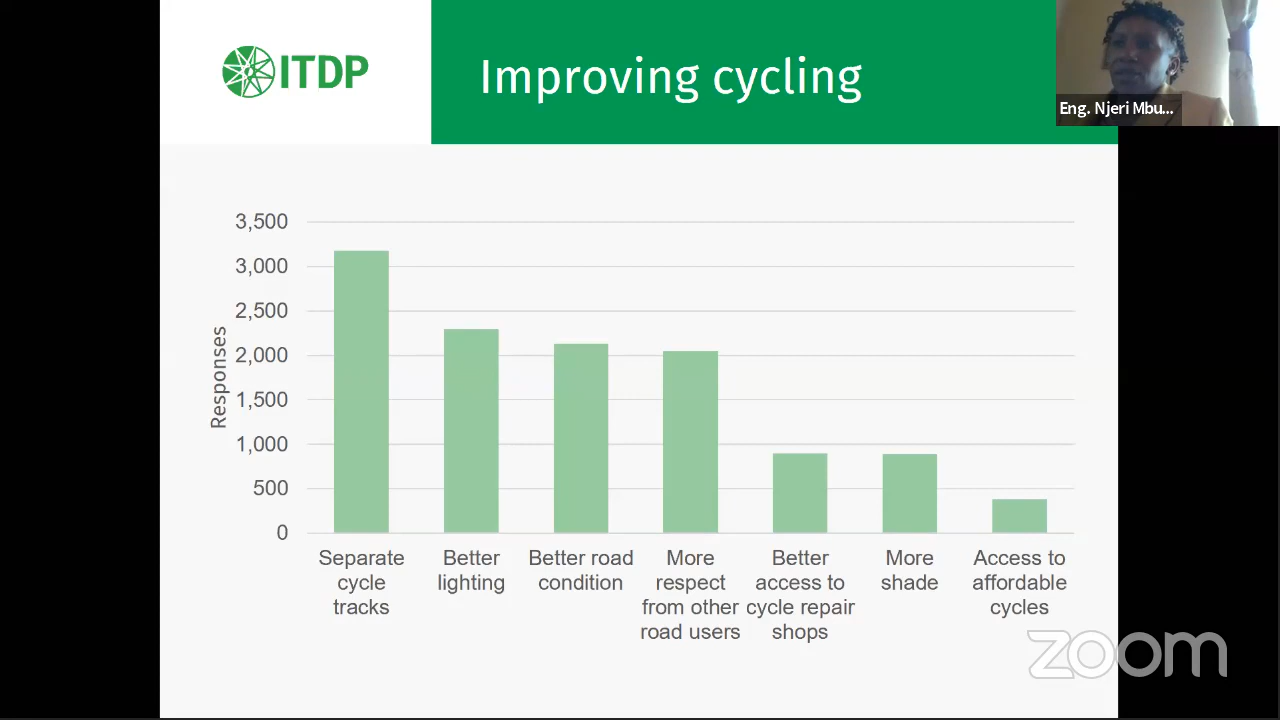 ITDP
Improving cycling
Eng. Njeri Mbu...
3,500
3,000
2,500
2,000
1,500
1,000
500
0
Responses
Separate
cycle
tracks
Better
lighting
Better road
condition
More
respect
from other
road users
Better
access to
cycle repair
shops
More
shade
Access to
affordable
cycles
zoom